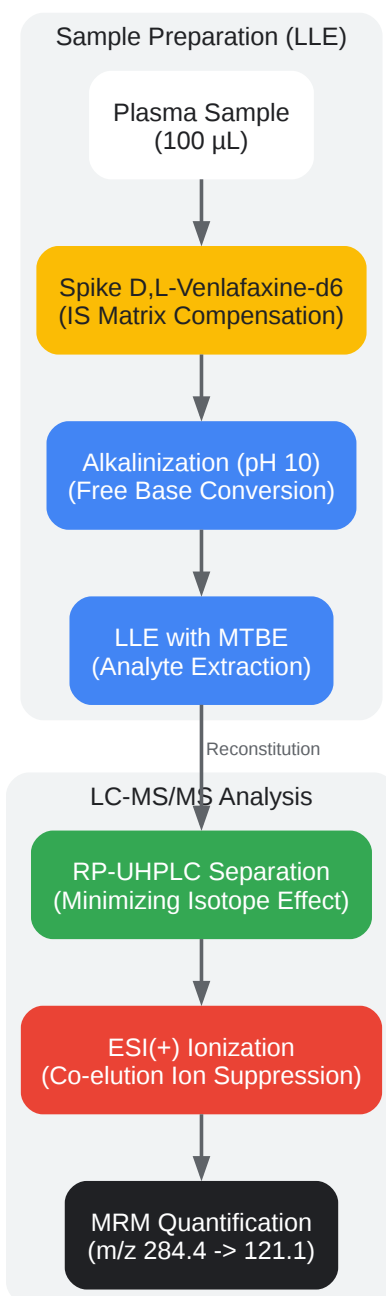 Sample Preparation (LLE)
Plasma Sample
(100 µL)
Spike D,L-Venlafaxine-d6
(IS Matrix Compensation)
Alkalinization (pH 10)
(Free Base Conversion)
LLE with MTBE
(Analyte Extraction)
Reconstitution
LC-MS/MS Analysis
RP-UHPLC Separation
(Minimizing Isotope Effect)
ESI(+) Ionization
(Co-elution Ion Suppression)
MRM Quantification
(m/z 284.4 -> 121.1)